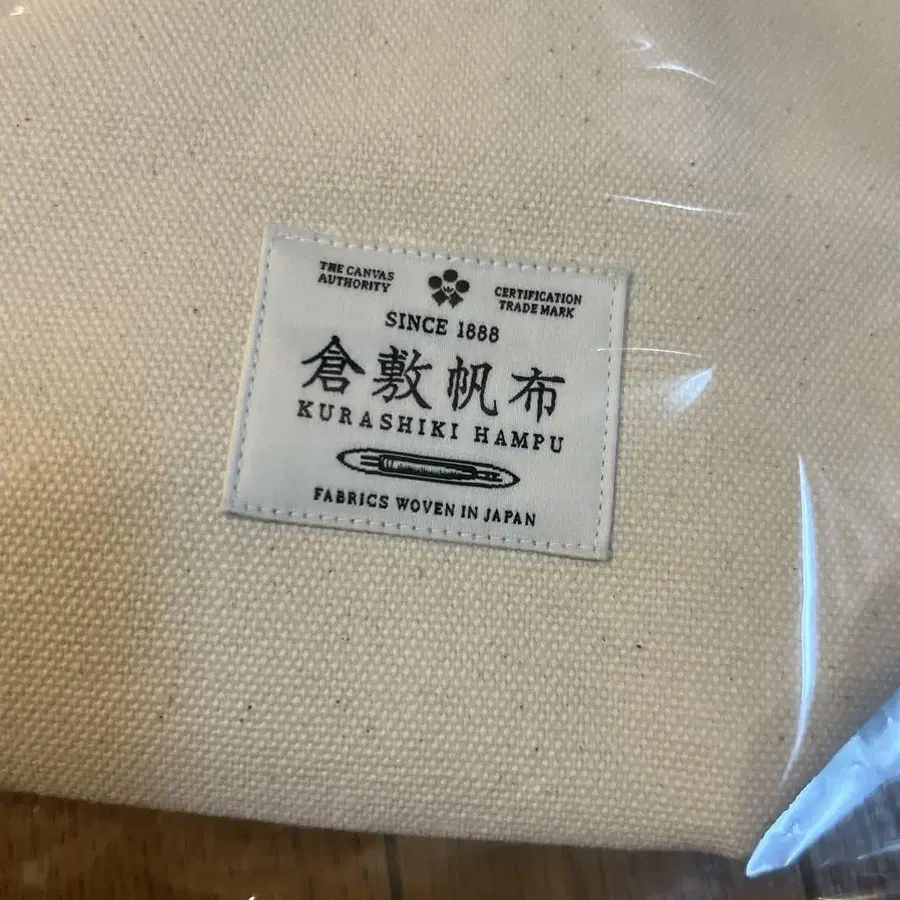 THE CANVAS
AUTHORITY
CERTIFICATION
TRADE MARK
SINCE 1888
倉敷帆布
KURASHIKI HAMPU
FABRICS WOVEN IN JAPAN